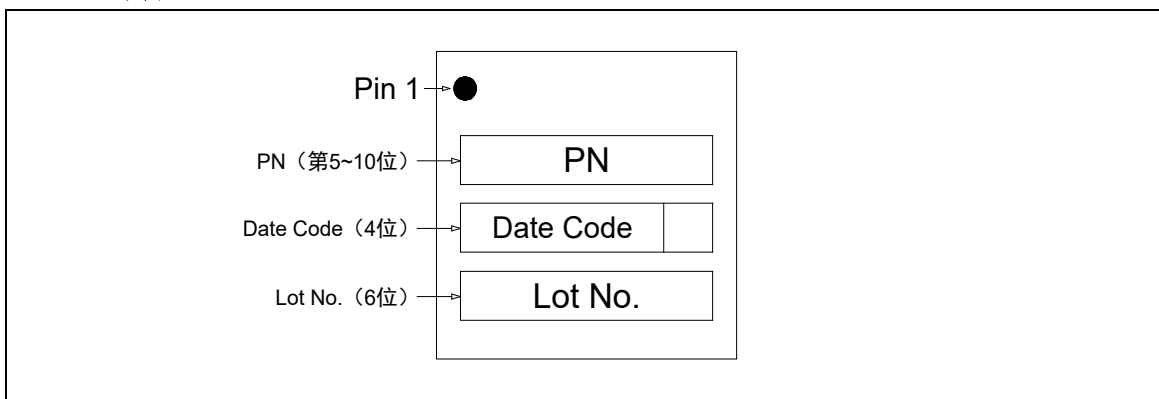 Pin 1
PN（第5~10位） PN
Date Code（4位） Date Code
Lot No.（6位） Lot No.